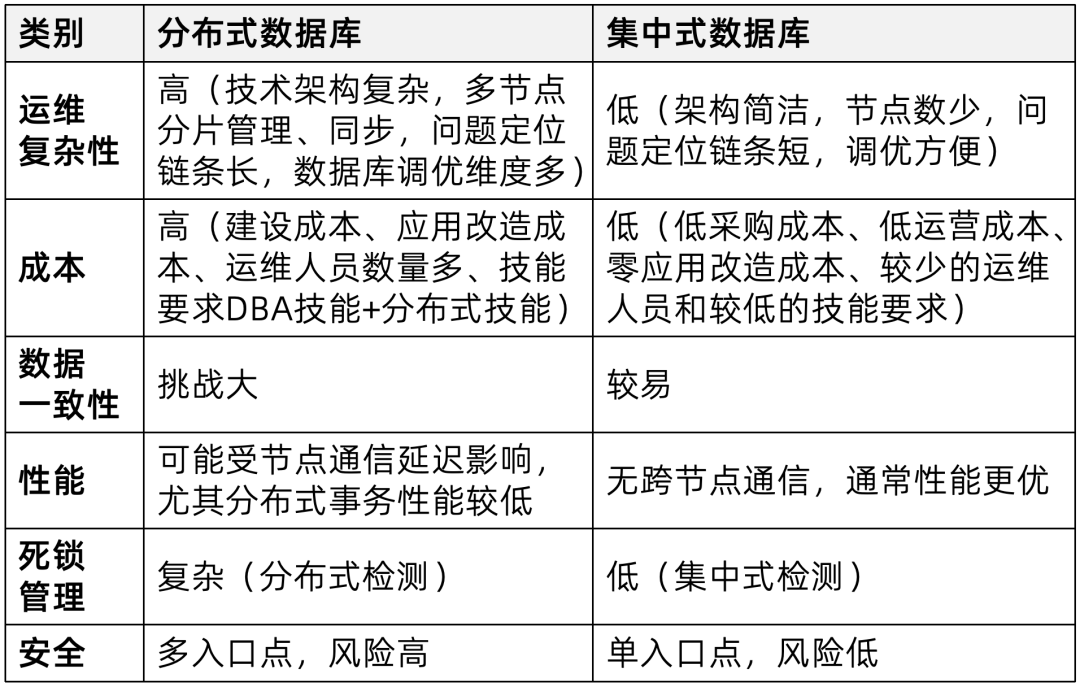 类别
分布式数据库
集中式数据库
运维
复杂性
高（技术架构复杂，多节点
分片管理、同步，问题定位
链条长，数据库调优维度多）
低（架构简洁，节点数少，问
题定位链条短，调优方便）
成本
高（建设成本、应用改造成
本、运维人员数量多、技能
要求DBA技能+分布式技能）
低（低采购成本、低运营成本、
零应用改造成本、较少的运维
人员和较低的技能要求）
数据
一致性
挑战大
较易
性能
可能受节点通信延迟影响，
尤其分布式事务性能较低
无跨节点通信，通常性能更优
死锁
管理
复杂（分布式检测）
低（集中式检测）
安全
多入口点，风险高
单入口点，风险低